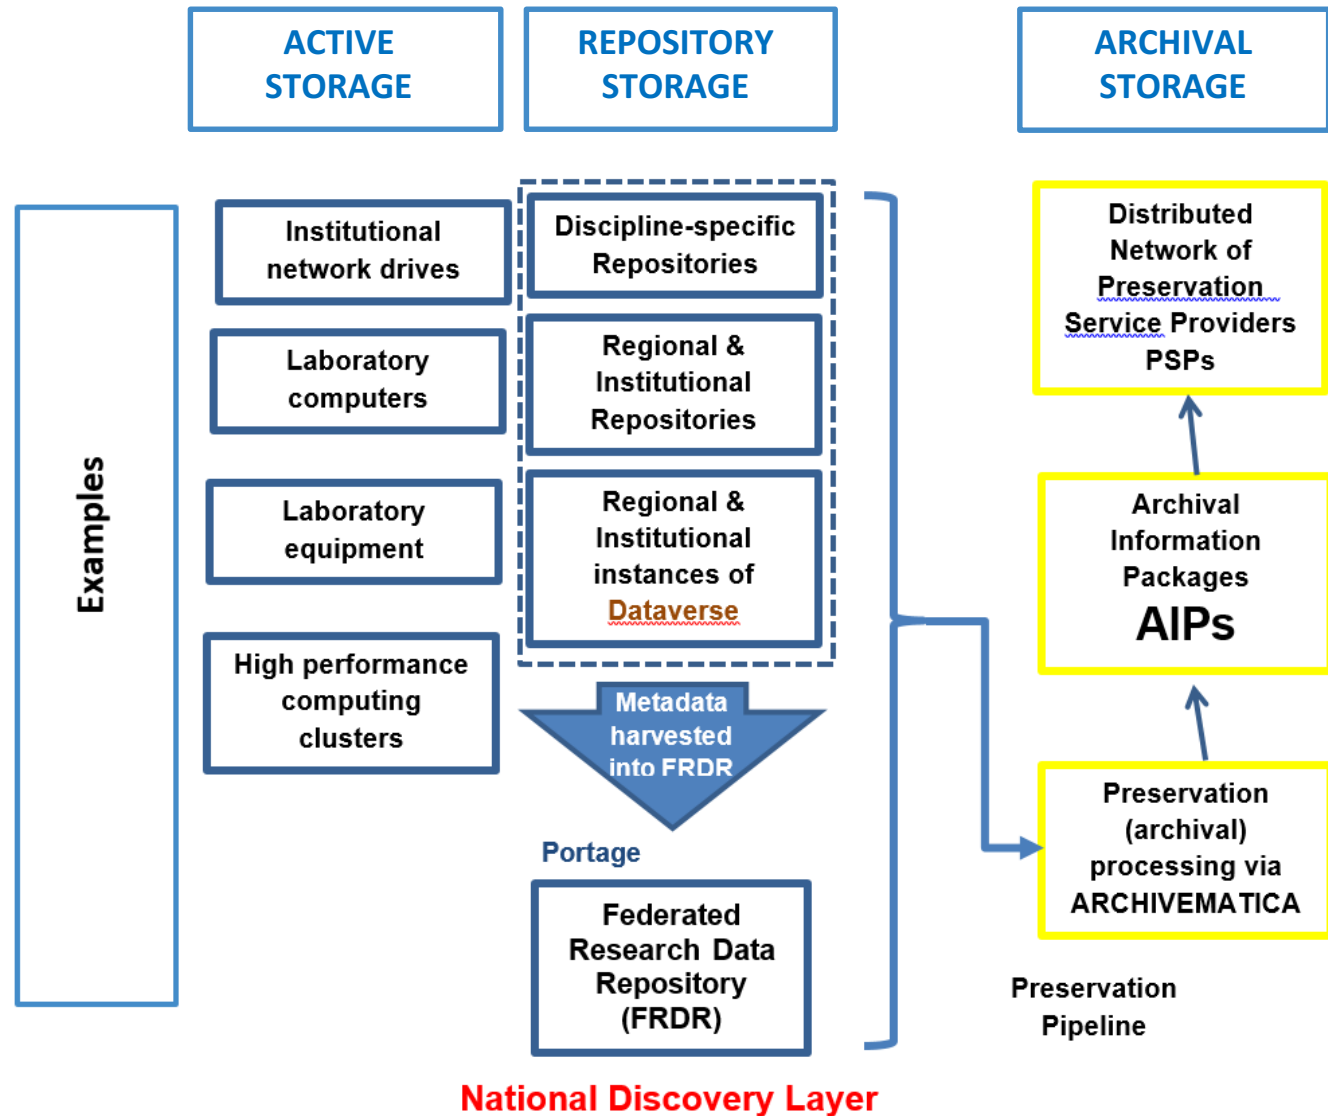 ACTIVE
STORAGE
REPOSITORY
STORAGE
ARCHIVAL
STORAGE
Examples
Institutional
network drives
Laboratory
computers
Laboratory
equipment
High performance
computing
clusters
Discipline-specific
Repositories
Regional &
Institutional
Repositories
Regional &
Institutional
instances of
Dataverse
Metadata
harvested
into FRDR
Portage
Federated
Research Data
Repository
(FRDR)
National Discovery Layer
Distributed
Network of
Preservation
Service Providers
PSPs
Archival
Information
Packages
AIPs
Preservation
(archival)
processing via
ARCHIVEMATICA
Preservation
Pipeline